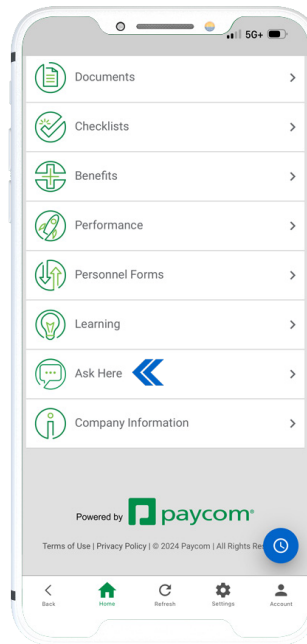 5G+
Documents
Checklists
Benefits
Performance
Personnel Forms
Learning
Ask Here
Company Information
Powered by paycom®
Terms of Use | Privacy Policy | © 2024 Paycom | All Rights
Back Home Refresh Settings Account